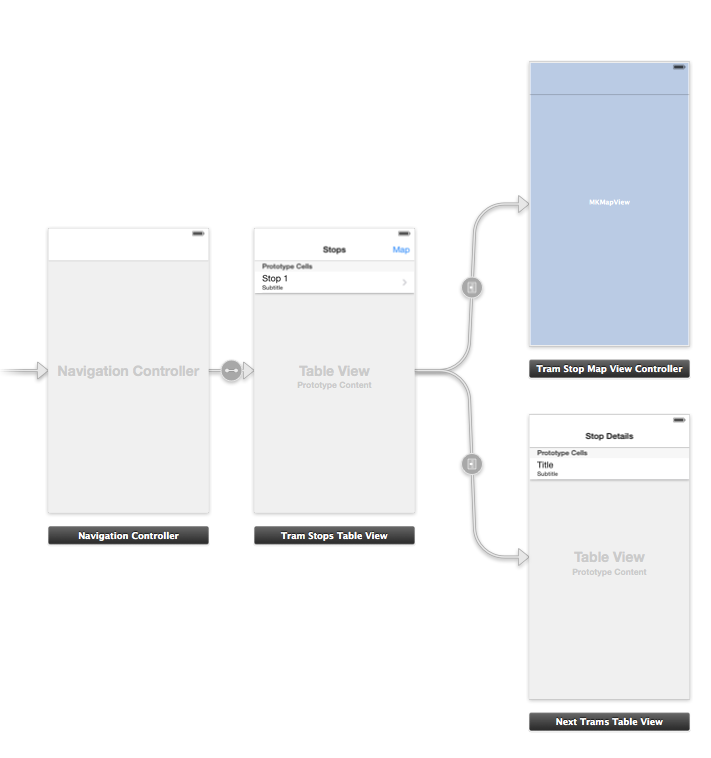 Navigation Controller
Navigation Controller
Stops
Map
Prototype Cells
Stop 1
Subtitle
Table View
Prototype Content
Tram Stops Table View
MKMapView
Tram Stop Map View Controller
Stop Details
Prototype Cells
Title
Subtitle
Table View
Prototype Content
Next Trams Table View